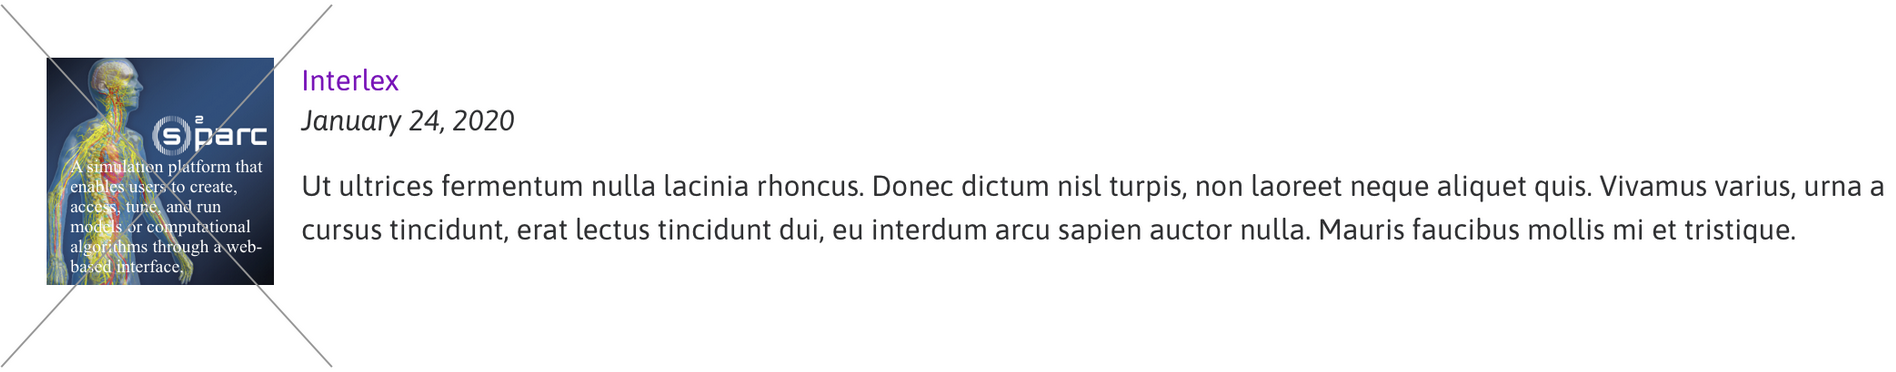 s²parc
A simulation platform that
enables users to create,
access, tune, and run
models or computational
algorithms through a web-
based interface.
Interlex
January 24, 2020
Ut ultrices fermentum nulla lacinia rhoncus. Donec dictum nisl turpis, non laoreet neque aliquet quis. Vivamus varius, urna a
cursus tincidunt, erat lectus tincidunt dui, eu interdum arcu sapien auctor nulla. Mauris faucibus mollis mi et tristique.